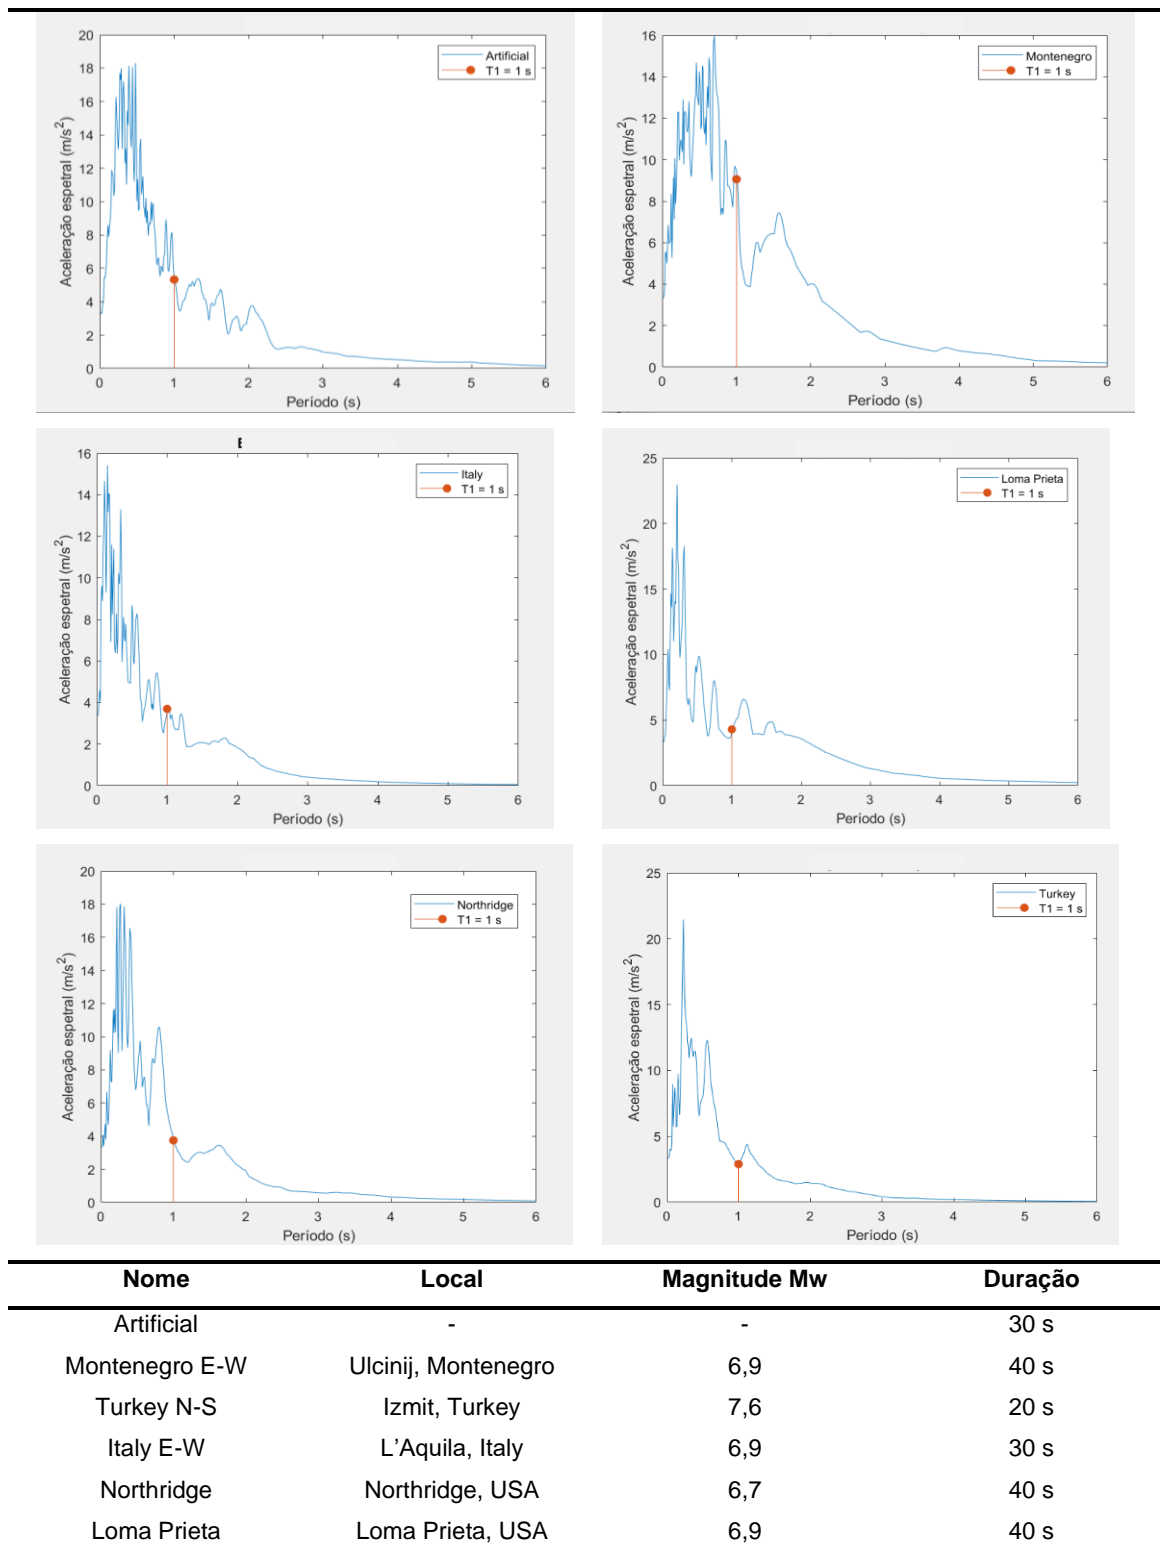 20
18
16
14
12
10
8
6
4
2
0
Aceleração espetral (m/s²)
0 1 2 3 4 5 6
Período (s)
Artificial
T1 = 1 s
16
14
12
10
8
6
4
2
0
Aceleração espetral (m/s²)
0 1 2 3 4 5 6
Período (s)
Montenegro
T1 = 1 s
16
14
12
10
8
6
4
2
0
Aceleração espetral (m/s²)
0 1 2 3 4 5 6
Período (s)
Italy
T1 = 1 s
25
20
15
10
5
0
Aceleração espetral (m/s²)
0 1 2 3 4 5 6
Período (s)
Loma Prieta
T1 = 1 s
20
18
16
14
12
10
8
6
4
2
0
Aceleração espetral (m/s²)
0 1 2 3 4 5 6
Período (s)
Northridge
T1 = 1 s
25
20
15
10
5
0
Aceleração espetral (m/s²)
0 1 2 3 4 5 6
Período (s)
Turkey
T1 = 1 s
Nome Local Magnitude Mw Duração
Artificial - - 30 s
Montenegro E-W Ulcinij, Montenegro 6,9 40 s
Turkey N-S Izmit, Turkey 7,6 20 s
Italy E-W L'Aquila, Italy 6,9 30 s
Northridge Northridge, USA 6,7 40 s
Loma Prieta Loma Prieta, USA 6,9 40 s